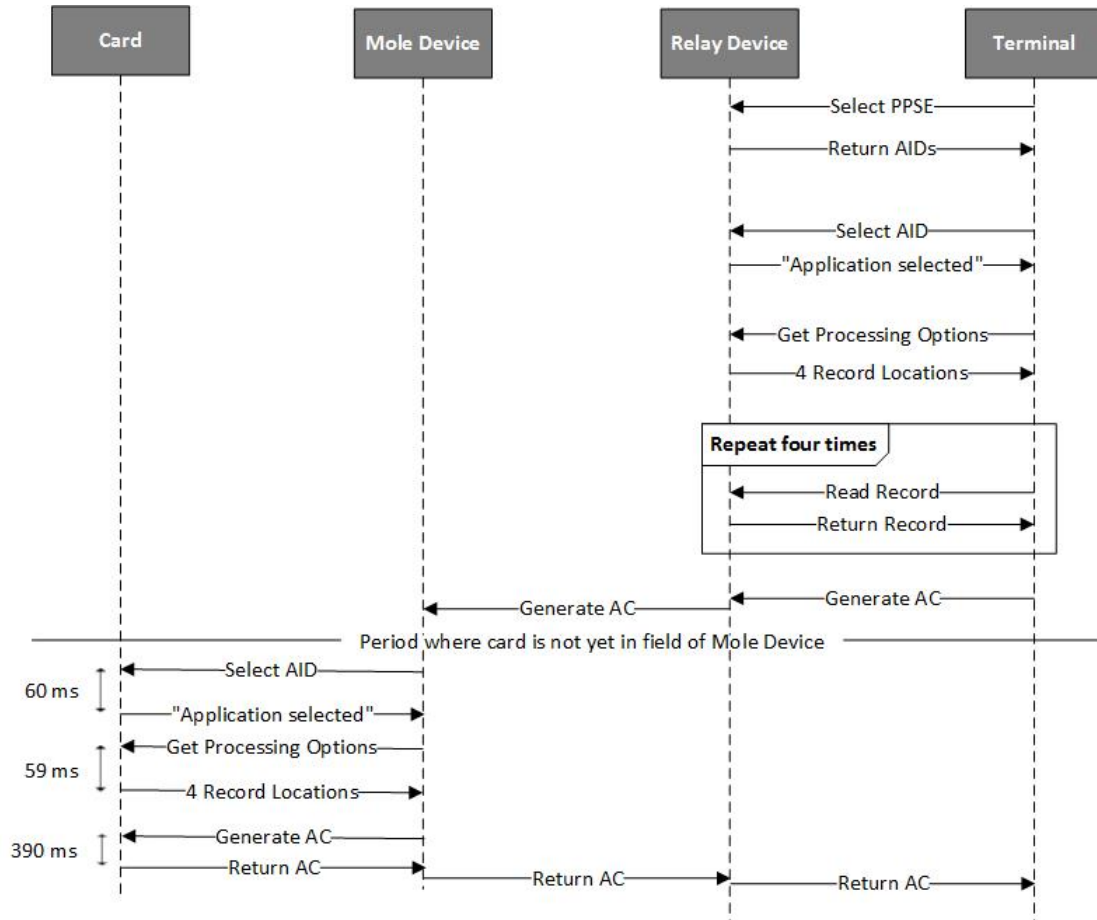 Card
Mole Device
Relay Device
Terminal
Select PPSE
Return AIDs
Select AID
"Application selected"
Get Processing Options
4 Record Locations
Repeat four times
Read Record
Return Record
Generate AC
Generate AC
Period where card is not yet in field of Mole Device
Select AID
60 ms
"Application selected"
Get Processing Options
59 ms
4 Record Locations
Generate AC
390 ms
Return AC
Return AC
Return AC